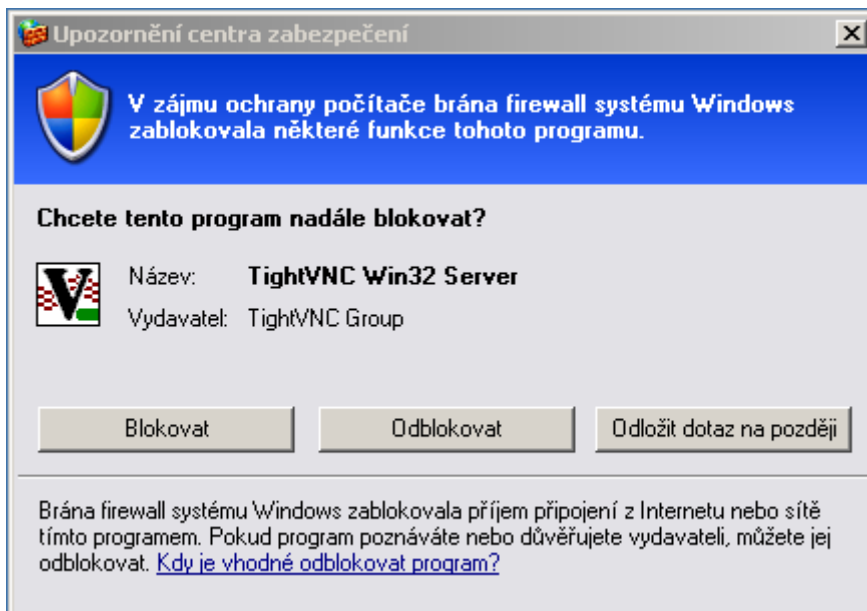 Upozornění centra zabezpečení
V zájmu ochrany počítače brána firewall systému Windows
zablokovala některé funkce tohoto programu.
Chcete tento program nadále blokovat?
Název: TightVNC Win32 Server
Vydavatel: TightVNC Group
Blokovat Odblokovat Odložit dotaz na později
Brána firewall systému Windows zablokovala příjem připojení z Internetu nebo sítě
tímto programem. Pokud program poznáváte nebo důvěřujete vydavateli, můžete jej
odblokovat. Kdy je vhodné odblokovat program?